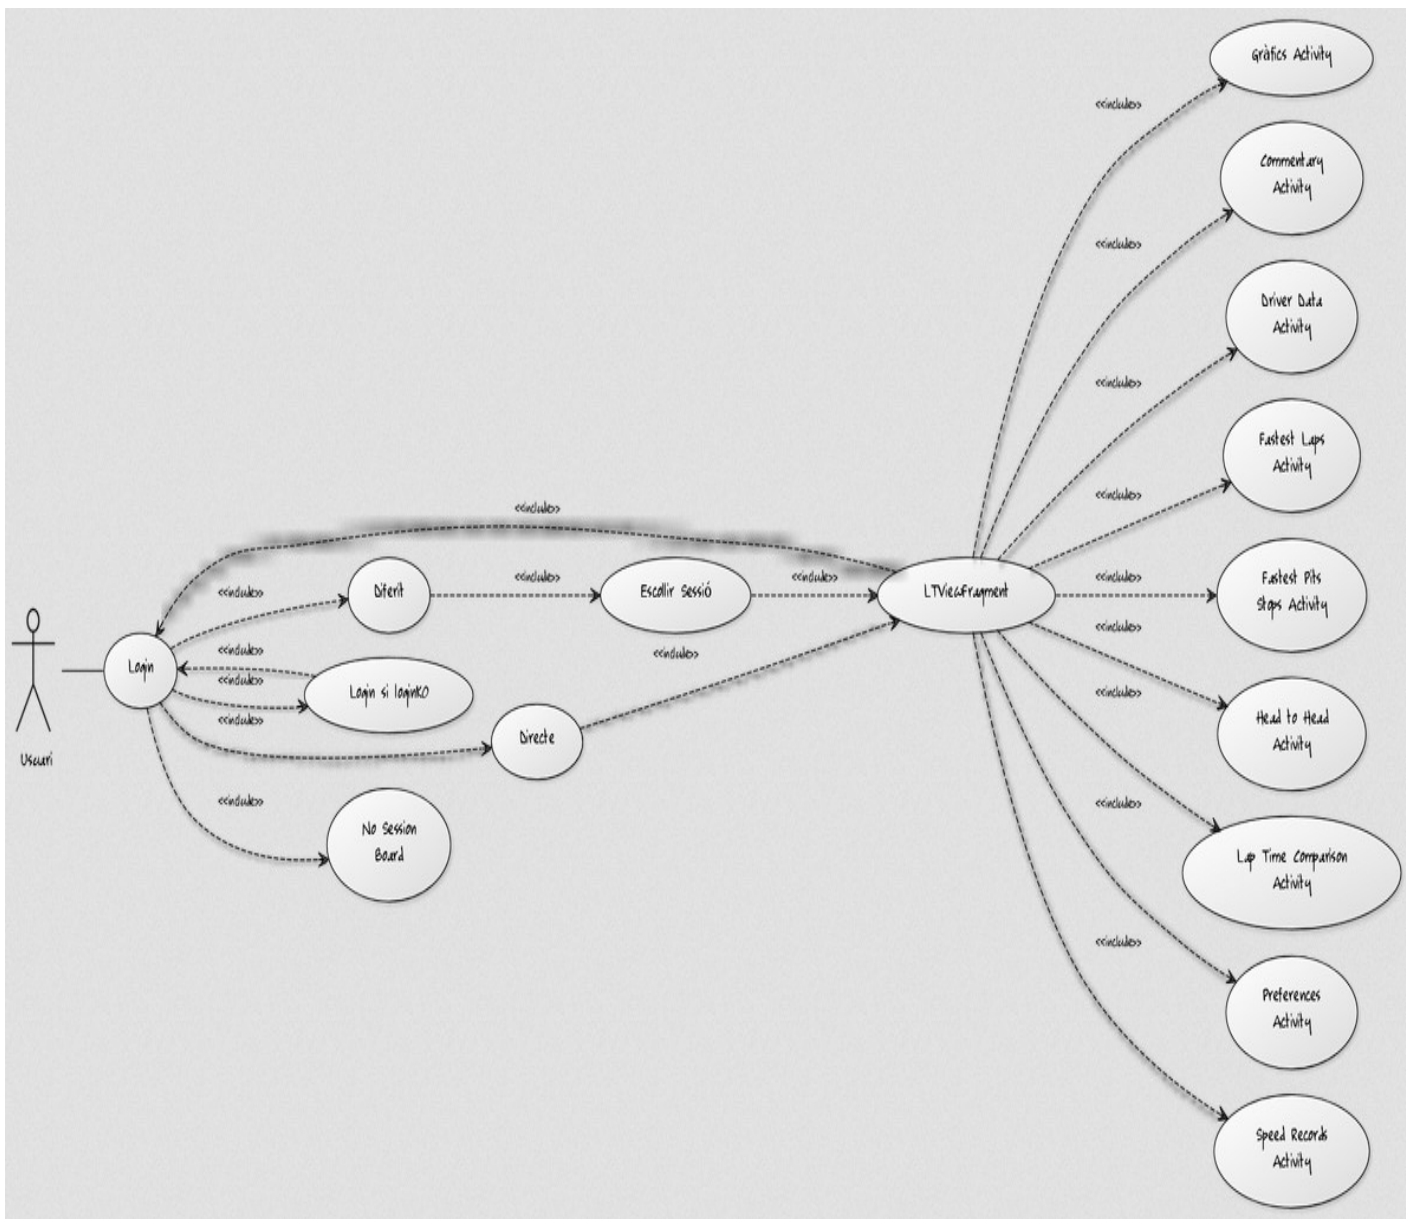 Gràfics Activity
<<include>>
Commentary
Activity
<<include>>
Driver Data
Activity
<<include>>
Fastest Laps
Activity
<<include>>
<<include>>
<<include>>
Diferit
<<include>>
Escollir Sessió
<<include>>
LTViewFragment
<<include>>
Fastest Pits
Stops Activity
<<include>>
<<include>>
Login
<<include>>
<<include>>
Login si loginKO
<<include>>
<<include>>
Head to Head
Activity
<<include>>
Directe
Usuari
<<include>>
<<include>>
No Session
Board
Lap Time Comparison
Activity
<<include>>
Preferences
Activity
Speed Records
Activity